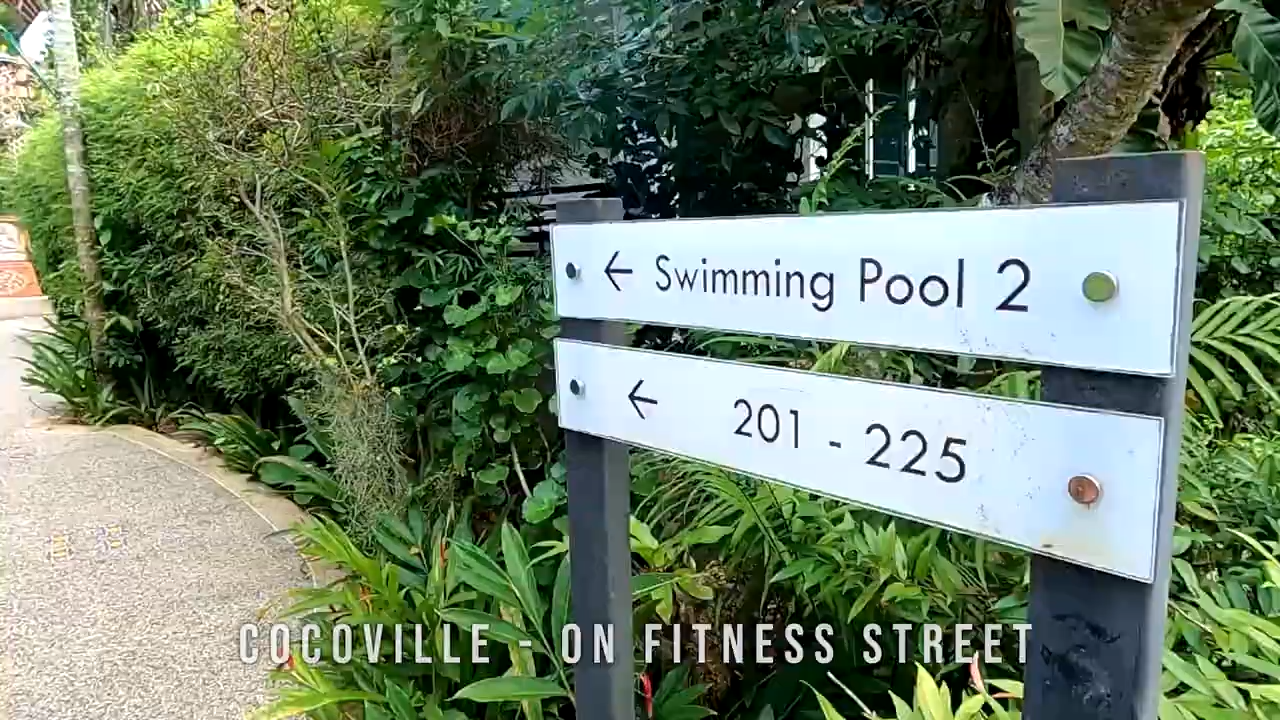 ← Swimming Pool 2
← 201 - 225
COCOVILLE - ON FITNESS STREET